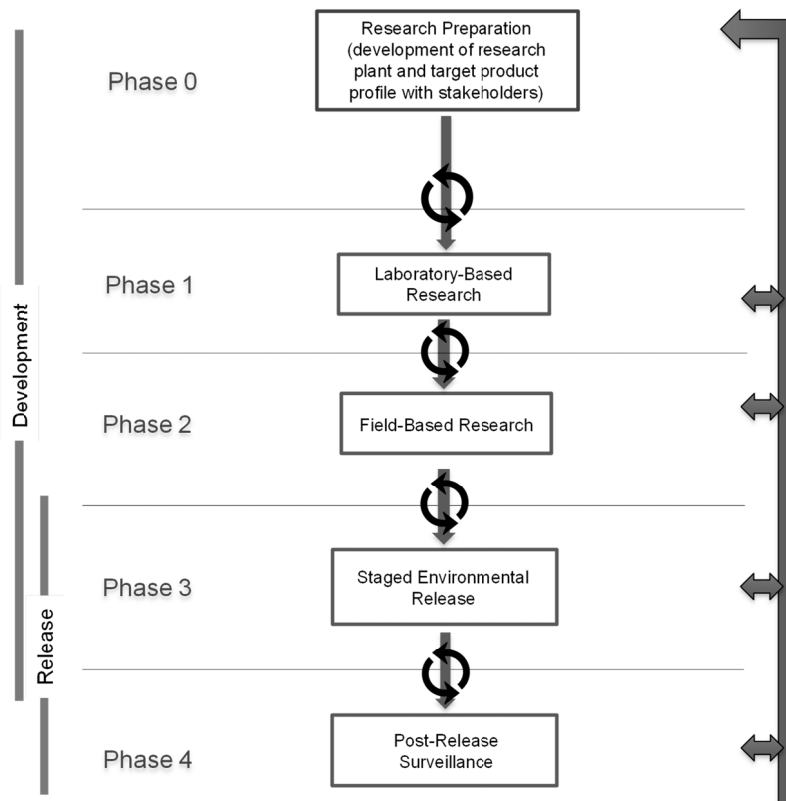 Phase 0
Research Preparation
(development of research
plant and target product
profile with stakeholders)
Phase 1
Laboratory-Based
Research
Development
Phase 2
Field-Based Research
Phase 3
Staged Environmental
Release
Release
Phase 4
Post-Release
Surveillance